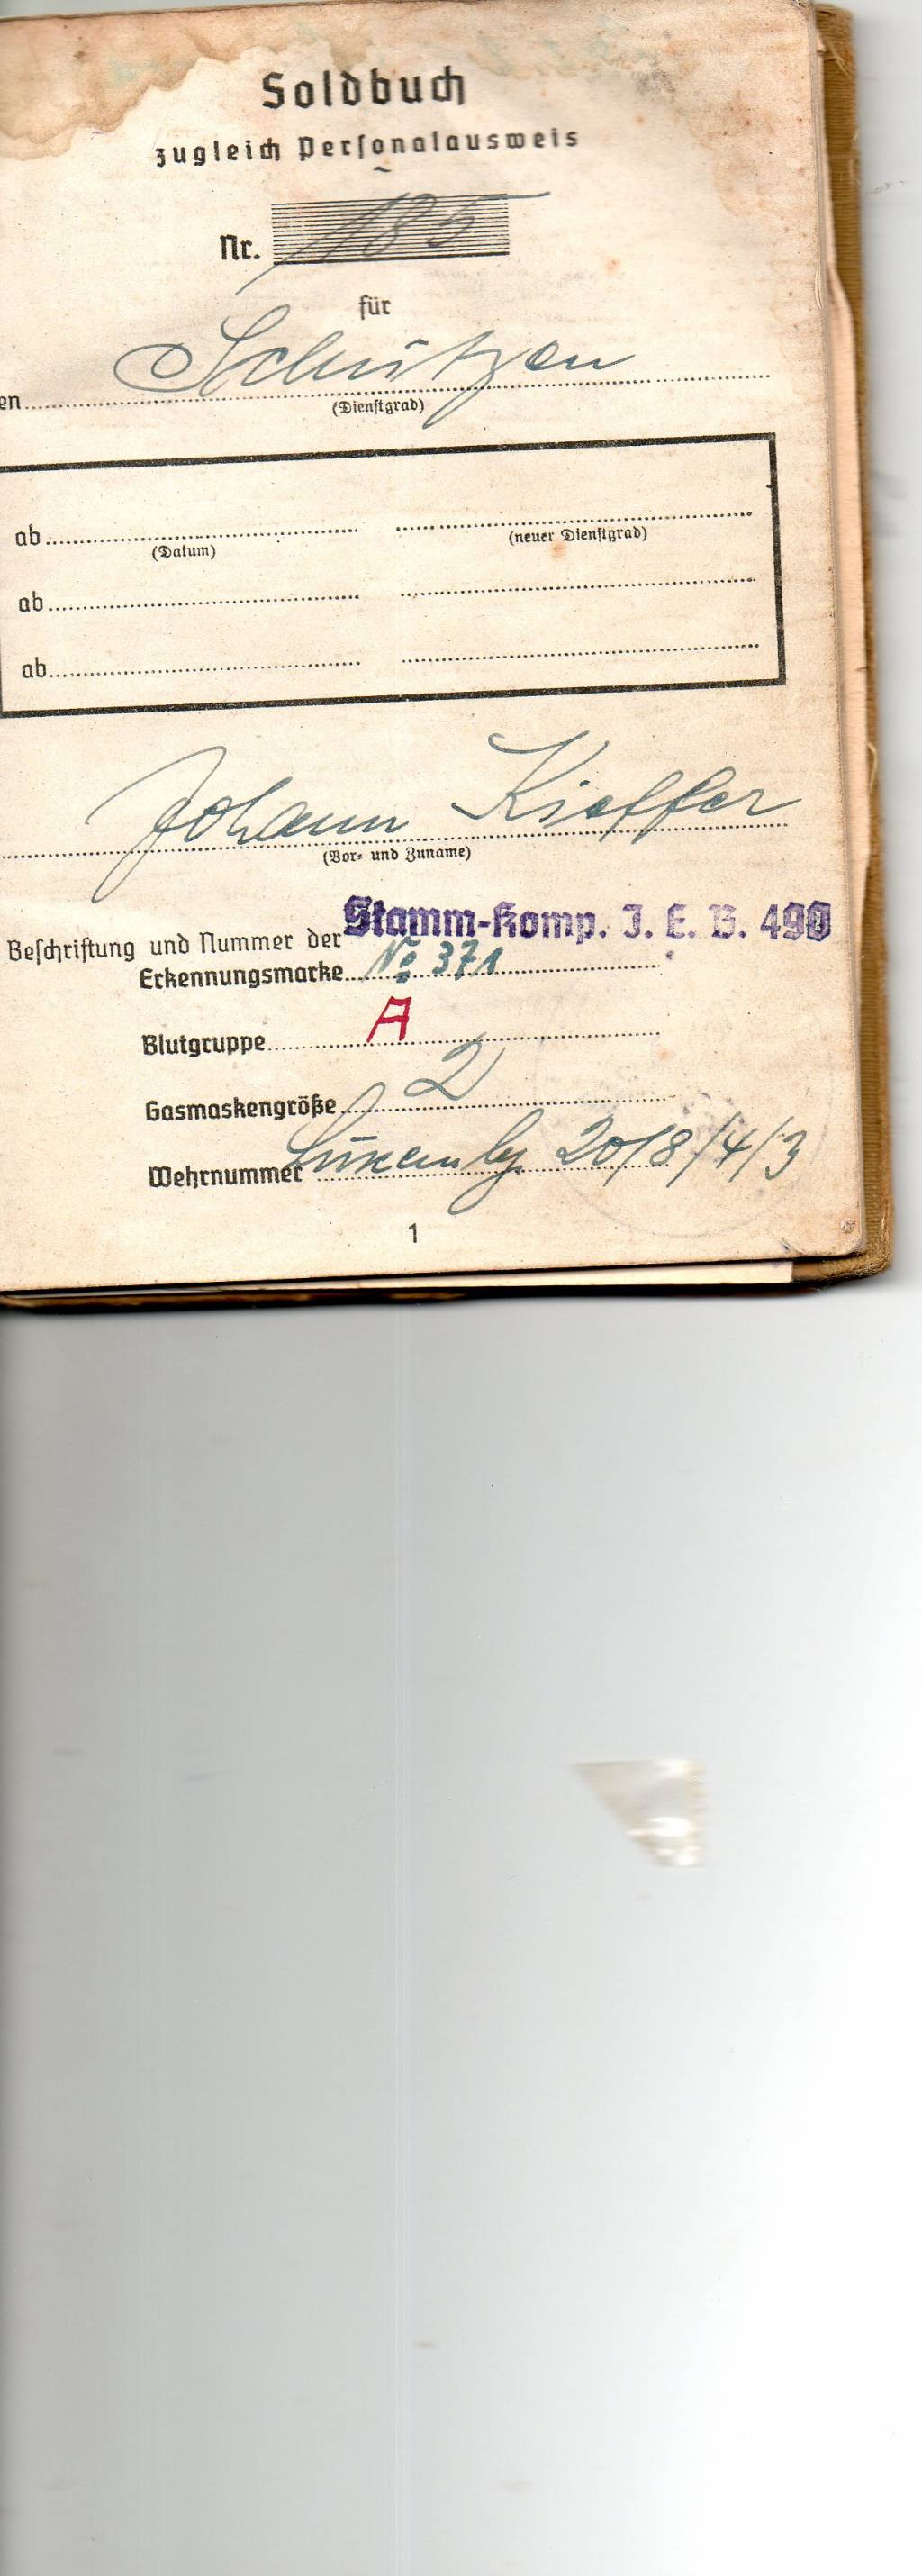 Soldbuch
zugleich Personalausweis
Nr. 185
für
en Schützen
(Dienstgrad)
ab
(Datum) (neuer Dienstgrad)
ab
ab
Johann Kieffer
(Vor- und Zuname)
Stamm-Komp. I. E. B. 490
Beschriftung und Nummer der
Erkennungsmarke No 371
Blutgruppe A
Gasmaskengröße 2
Wehrnummer Luxembg. 20/8/4/3
1